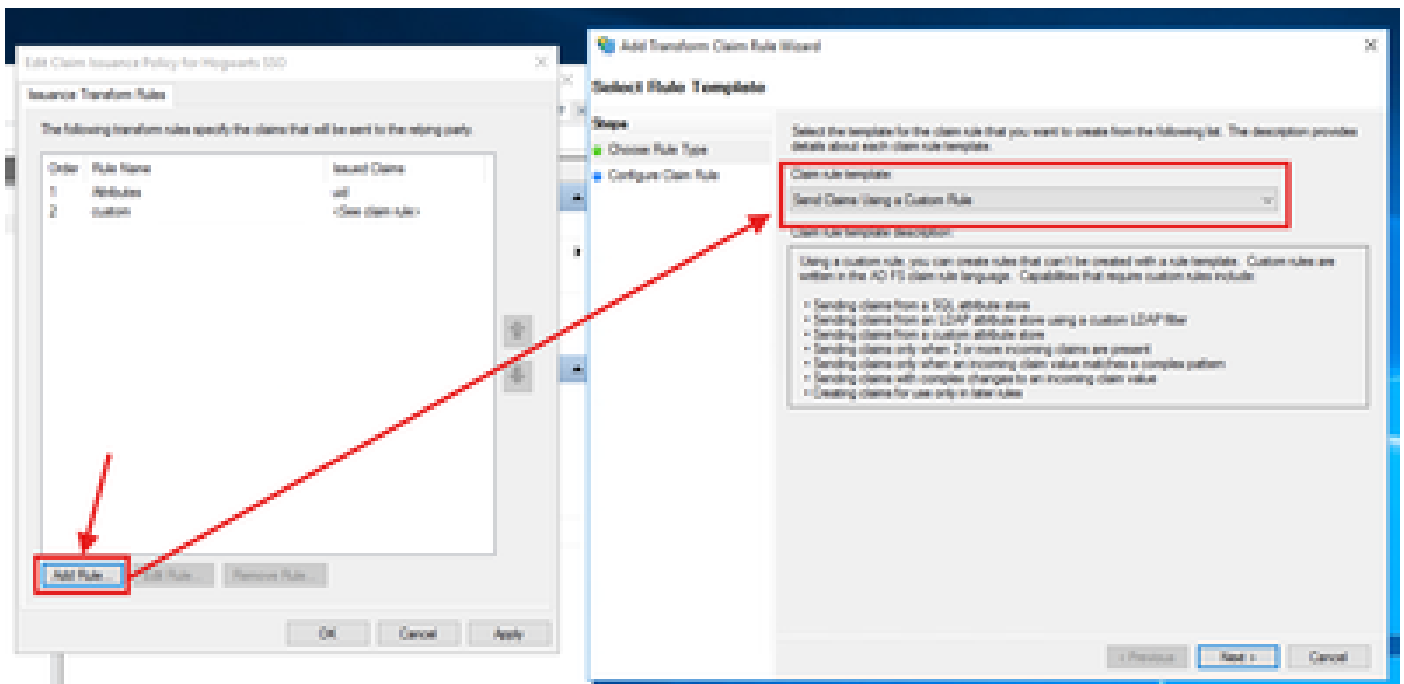 Edit Claim Issuance Policy for Hogwarts SSO
Issuance Transform Rules
The following transform rules specify the claims that will be sent to the relying party.
Order Rule Name Issued Claims
1 Attributes uid
2 custom <See claim rule>
Add Rule... Edit Rule... Remove Rule...
OK Cancel Apply
Add Transform Claim Rule Wizard
Select Rule Template
Steps
Choose Rule Type
Configure Claim Rule
Select the template for the claim rule that you want to create from the following list. The description provides
details about each claim rule template.
Claim rule template:
Send Claims Using a Custom Rule
Claim rule template description:
Using a custom rule, you can create rules that can't be created with a rule template. Custom rules are
written in the AD FS claim rule language. Capabilities that require custom rules include:
• Sending claims from a SQL attribute store
• Sending claims from an LDAP attribute store using a custom LDAP filter
• Sending claims from a custom attribute store
• Sending claims only when 2 or more incoming claims are present
• Sending claims only when an incoming claim value matches a complex pattern
• Sending claims with complex changes to an incoming claim value
• Creating claims for use only in later rules
< Previous Next > Cancel